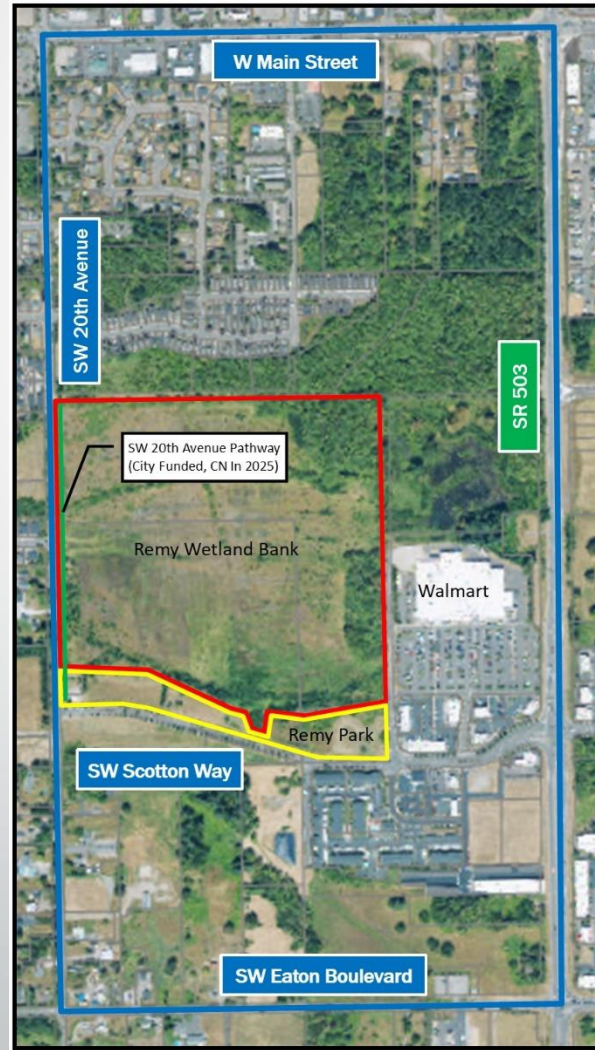 W Main Street
SW 20th Avenue
SR 503
SW 20th Avenue Pathway
(City Funded, CN In 2025)
Remy Wetland Bank
Walmart
Remy Park
SW Scotton Way
SW Eaton Boulevard